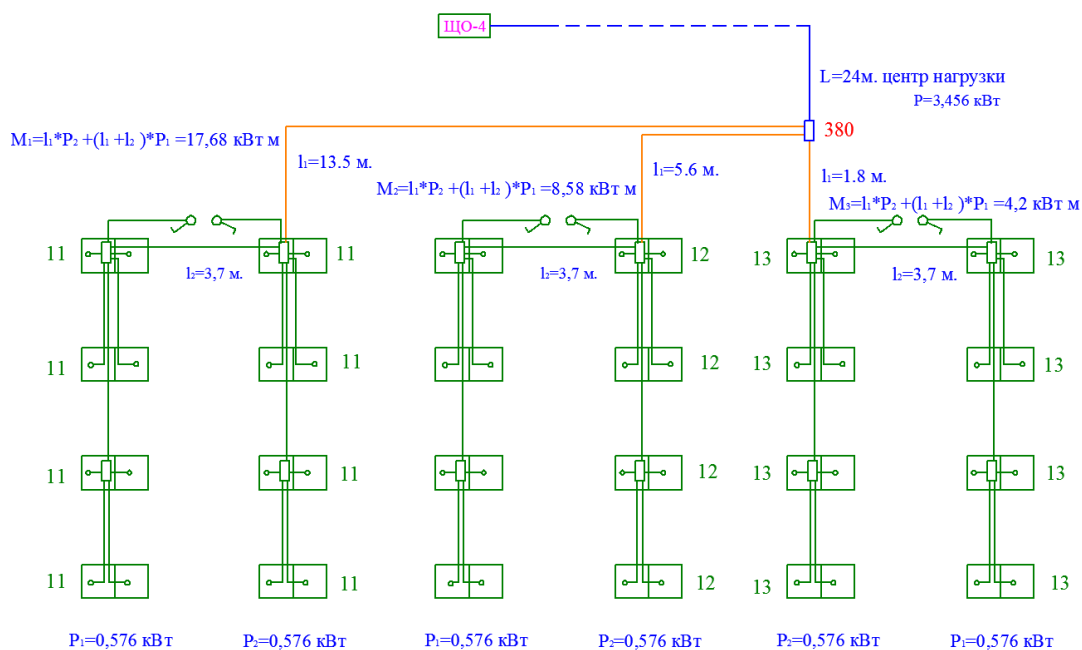 ЩО-4
L=24м. центр нагрузки
P=3,456 кВт
380
M₁=l₁*P₂ +(l₁ +l₂ )*P₁ =17,68 кВт м
l₁=13.5 м.
l₁=5.6 м.
l₁=1.8 м.
M₂=l₁*P₂ +(l₁ +l₂ )*P₁ =8,58 кВт м
M₃=l₁*P₂ +(l₁ +l₂ )*P₁ =4,2 кВт м
11 11 12 13 13
l₂=3,7 м. l₂=3,7 м. l₂=3,7 м.
11 11 12 13 13
11 11 12 13 13
11 11 12 13 13
P₁=0,576 кВт P₂=0,576 кВт P₁=0,576 кВт P₂=0,576 кВт P₂=0,576 кВт P₁=0,576 кВт